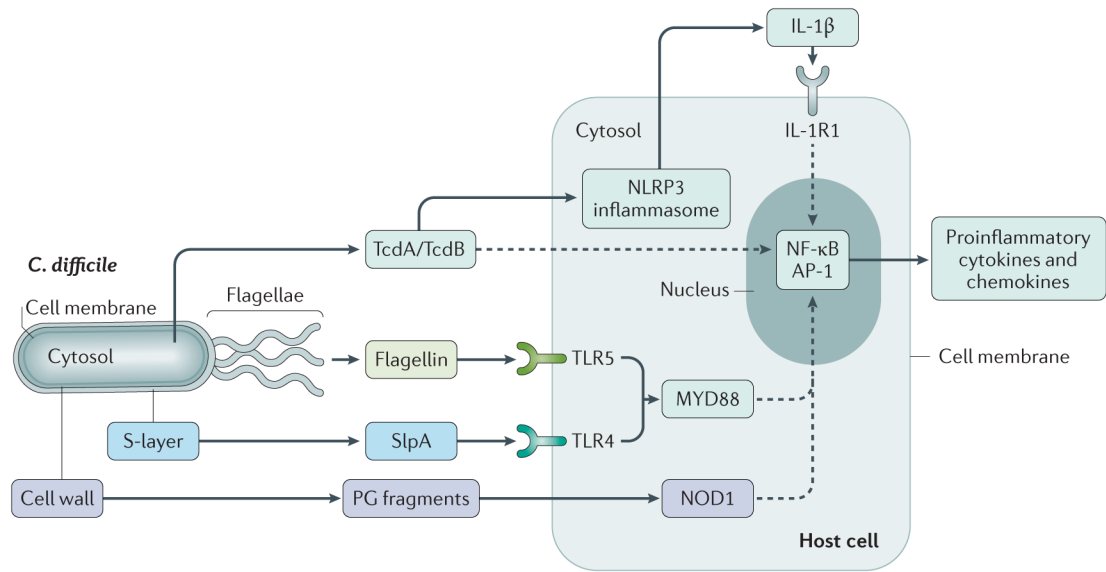 IL-1β
Cytosol
IL-1R1
NLRP3
inflammasome
TcdA/TcdB
NF-κB
AP-1
Proinflammatory
cytokines and
chemokines
C. difficile
Cell membrane
Flagellae
Nucleus
Cytosol
Flagellin
TLR5
Cell membrane
MYD88
S-layer
SlpA
TLR4
Cell wall
PG fragments
NOD1
Host cell